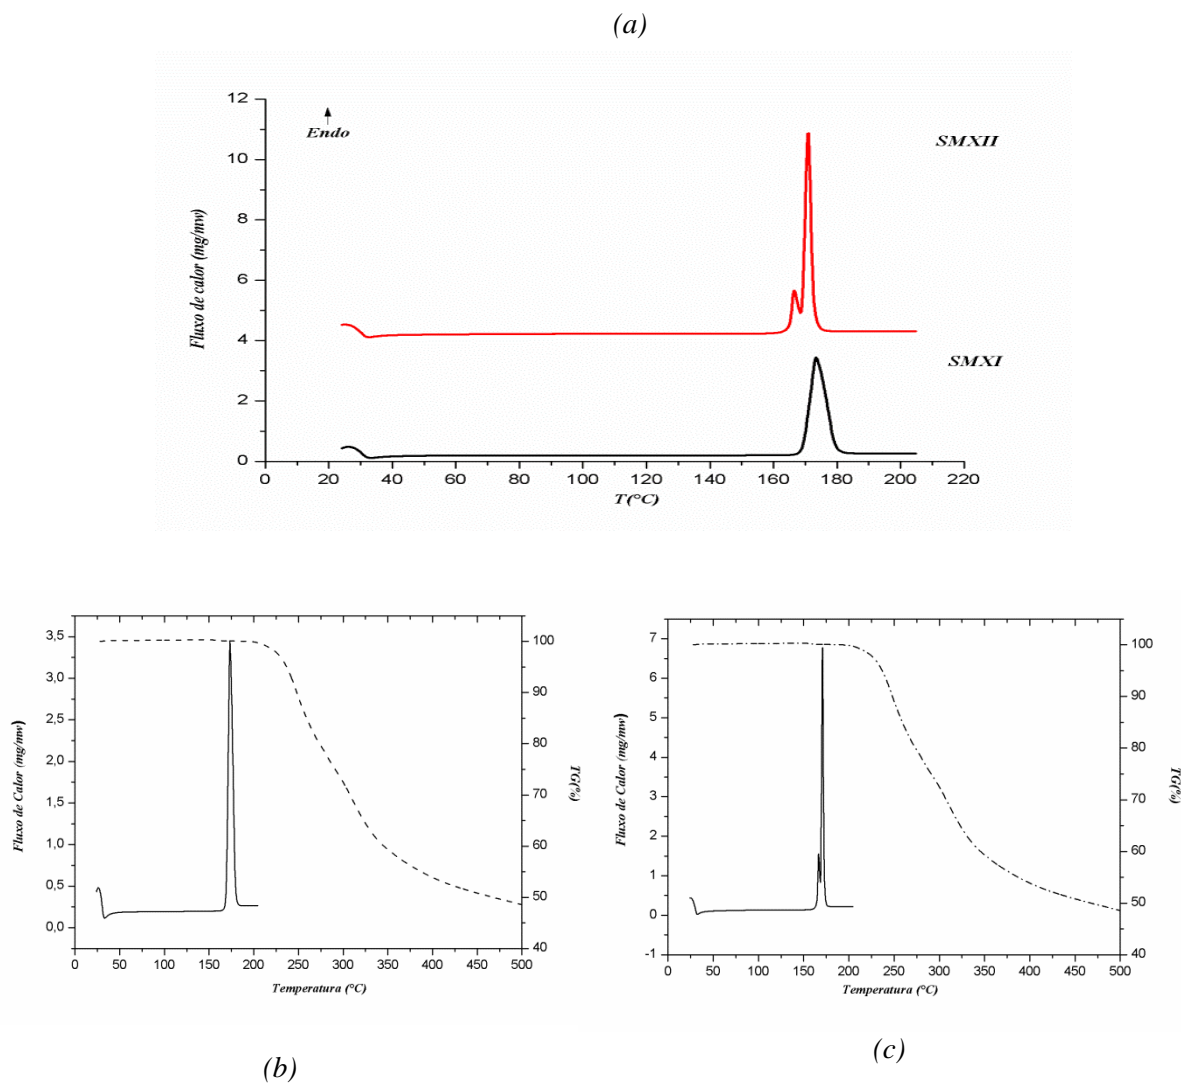 (a)
12
Endo
SMXII
10
8
6
4
2
0
Fluxo de calor (mg/mw)
SMXI
0 20 40 60 80 100 120 140 160 180 200 220
T(°C)
3,5
3,0
2,5
2,0
1,5
1,0
0,5
0,0
Fluxo de Calor (mg/mw)
100
90
80
70
60
50
40
TG(%)
0 50 100 150 200 250 300 350 400 450 500
Temperatura (°C)
(b)
7
6
5
4
3
2
1
0
-1
Fluxo de Calor (mg/mw)
100
90
80
70
60
50
40
TG(%)
0 50 100 150 200 250 300 350 400 450 500
Temperatura (°C)
(c)